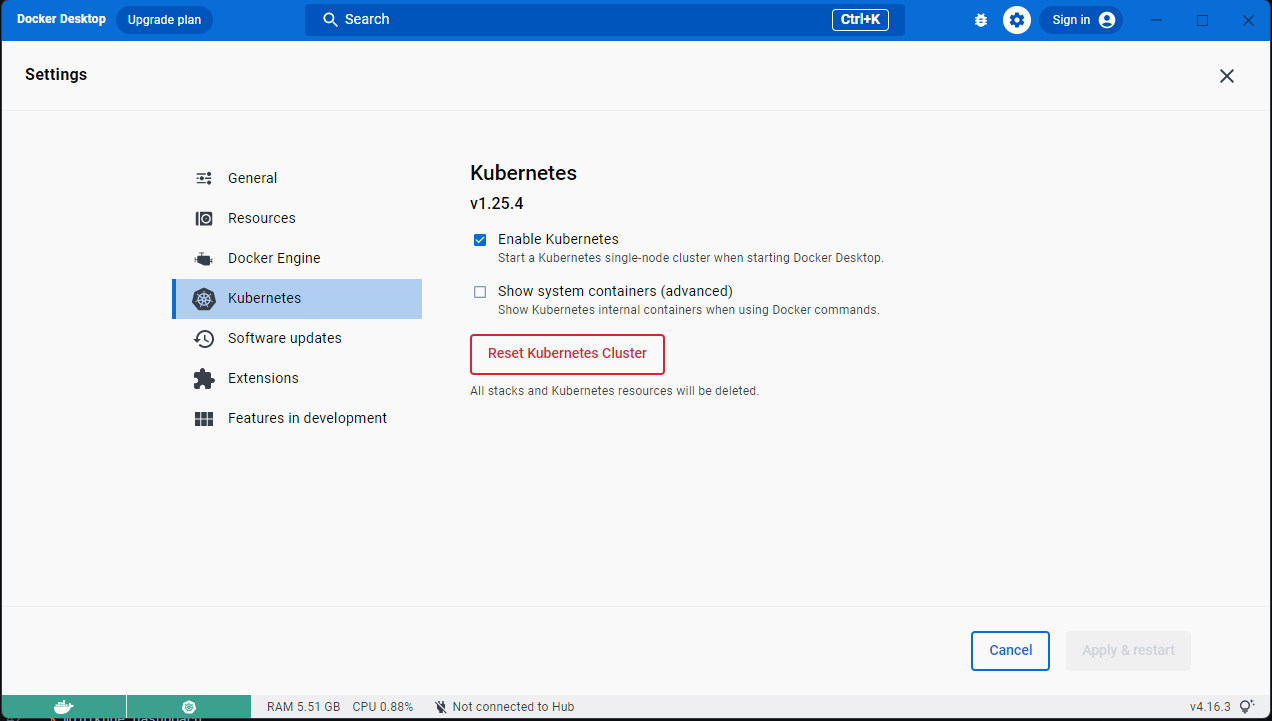 Docker Desktop Upgrade plan Search Ctrl+K Sign in
Settings
General
Resources
Docker Engine
Kubernetes
Software updates
Extensions
Features in development
Kubernetes
v1.25.4
Enable Kubernetes
Start a Kubernetes single-node cluster when starting Docker Desktop.
Show system containers (advanced)
Show Kubernetes internal containers when using Docker commands.
Reset Kubernetes Cluster
All stacks and Kubernetes resources will be deleted.
Cancel Apply & restart
RAM 5.51 GB CPU 0.88% Not connected to Hub v4.16.3